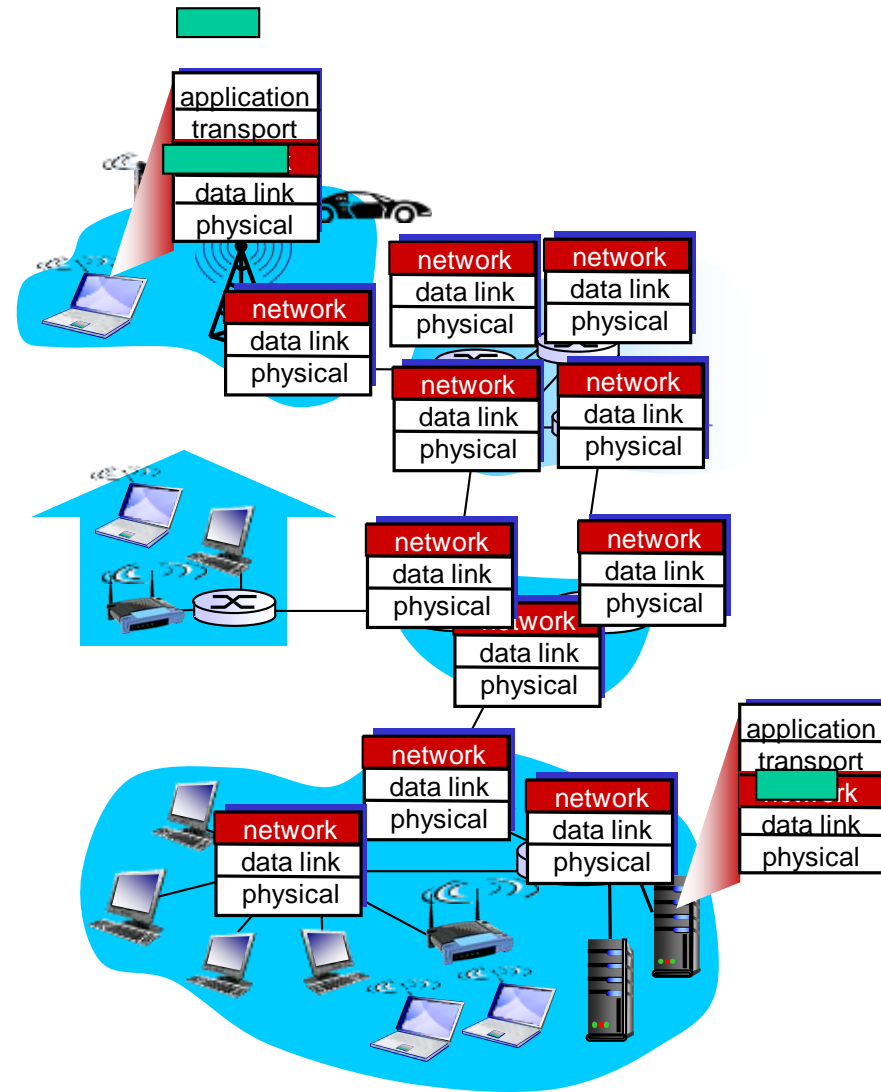 application
transport
data link
physical
network
data link
physical
network
data link
physical
network
data link
physical
network
data link
physical
network
data link
physical
network
data link
physical
network
data link
physical
network
data link
physical
application
transport
network
data link
physical
network
data link
physical
network
data link
physical
network
data link
physical